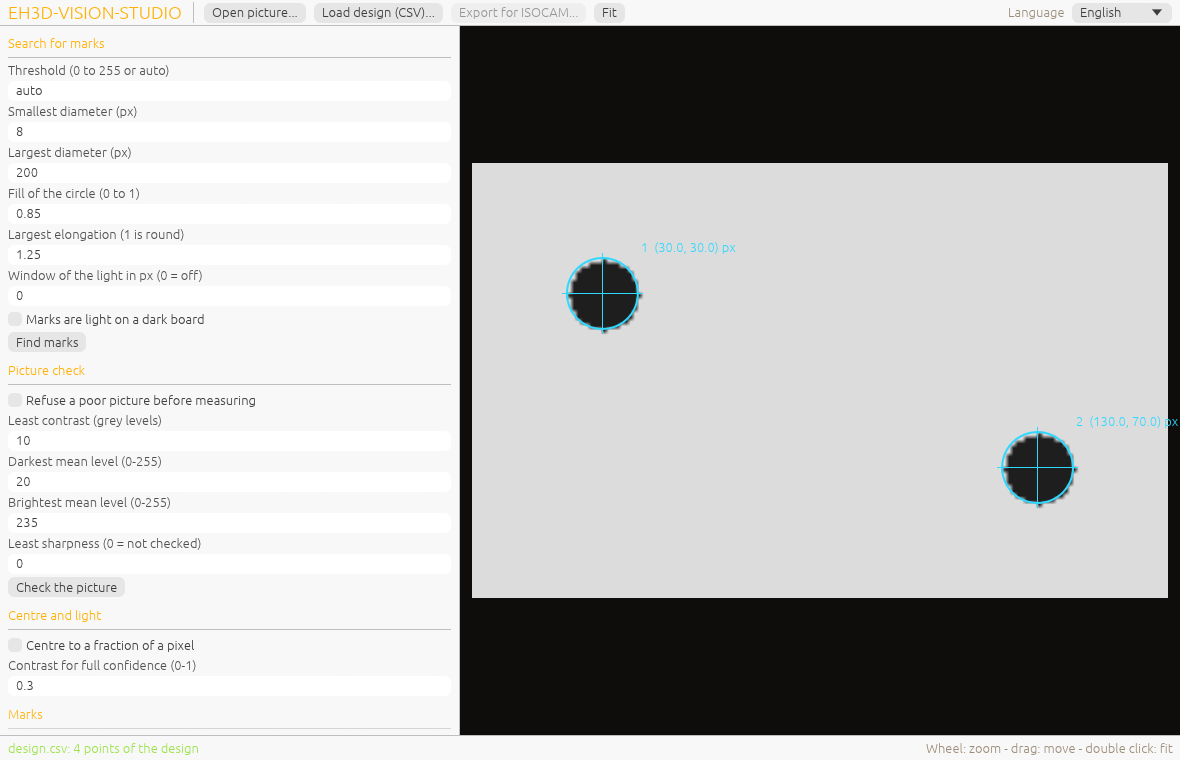 EH3D-VISION-STUDIO Open picture... Load design (CSV)... Export for ISOCAM... Fit Language English
Search for marks
Threshold (0 to 255 or auto)
auto
Smallest diameter (px)
8
Largest diameter (px)
200
Fill of the circle (0 to 1)
0.85
Largest elongation (1 is round)
1.25
Window of the light in px (0 = off)
0
Marks are light on a dark board
Find marks
Picture check
Refuse a poor picture before measuring
Least contrast (grey levels)
10
Darkest mean level (0-255)
20
Brightest mean level (0-255)
235
Least sharpness (0 = not checked)
0
Check the picture
Centre and light
Centre to a fraction of a pixel
Contrast for full confidence (0-1)
0.3
Marks
1 (30.0, 30.0) px
2 (130.0, 70.0) px
design.csv: 4 points of the design
Wheel: zoom - drag: move - double click: fit